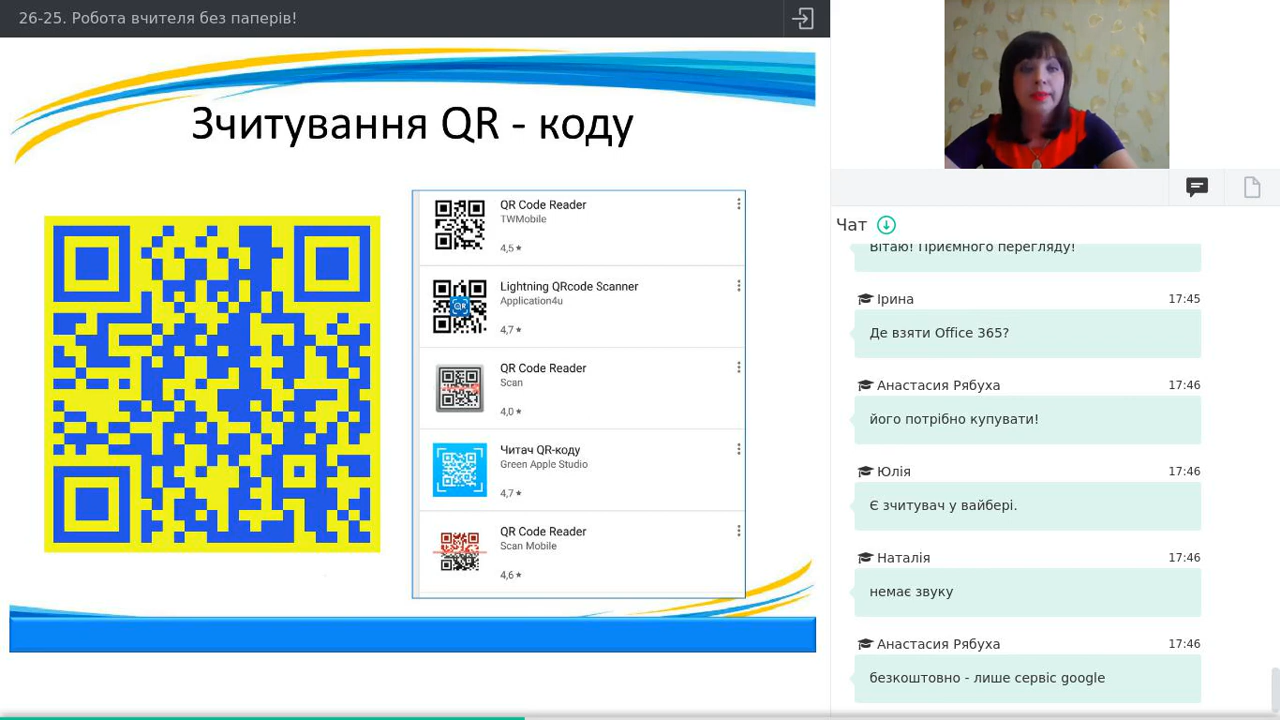 26-25. Робота вчителя без паперів!
Зчитування QR - коду
QR Code Reader
TWMobile
4,5 ★
Lightning QRcode Scanner
Application4u
4,7 ★
QR Code Reader
Scan
4,0 ★
Читач QR-коду
Green Apple Studio
4,7 ★
QR Code Reader
Scan Mobile
4,6 ★
Чат
Вітаю! Приємного перегляду!
Ірина 17:45
Де взяти Office 365?
Анастасия Рябуха 17:46
його потрібно купувати!
Юлія 17:46
Є зчитувач у вайбері.
Наталія 17:46
немає звуку
Анастасия Рябуха 17:46
безкоштовно - лише сервіс google